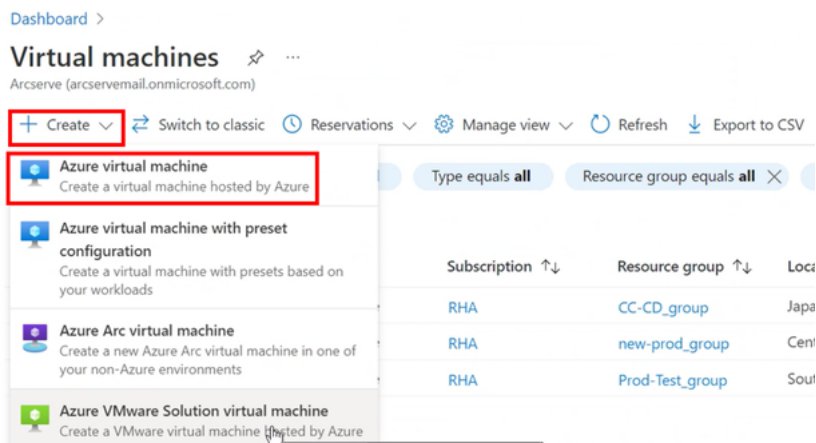 Dashboard >
Virtual machines
Arcserve (arcservemail.onmicrosoft.com)
Create
Switch to classic
Reservations
Manage view
Refresh
Export to CSV
Azure virtual machine
Create a virtual machine hosted by Azure
Type equals all
Resource group equals all
Azure virtual machine with preset
configuration
Create a virtual machine with presets based on
your workloads
Subscription
Resource group
Loca
RHA
CC-CD_group
Japa
Azure Arc virtual machine
Create a new Azure Arc virtual machine in one of
your non-Azure environments
RHA
new-prod_group
Cent
RHA
Prod-Test_group
Sout
Azure VMware Solution virtual machine
Create a VMware virtual machine hosted by Azure